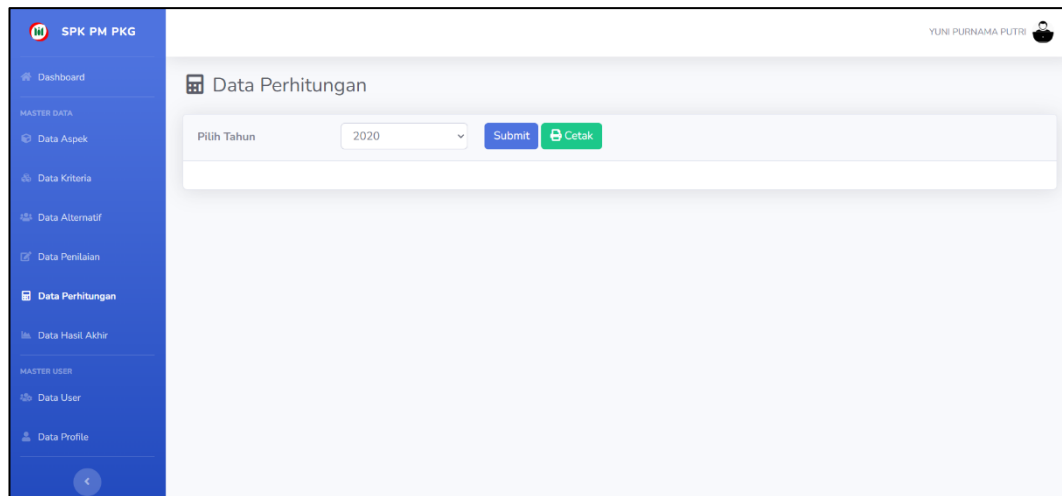 SPK PM PKG
YUNI PURNAMA PUTRI
Dashboard
MASTER DATA
Data Aspek
Data Kriteria
Data Alternatif
Data Penilaian
Data Perhitungan
Data Hasil Akhir
MASTER USER
Data User
Data Profile
Data Perhitungan
Pilih Tahun 2020 Submit Cetak